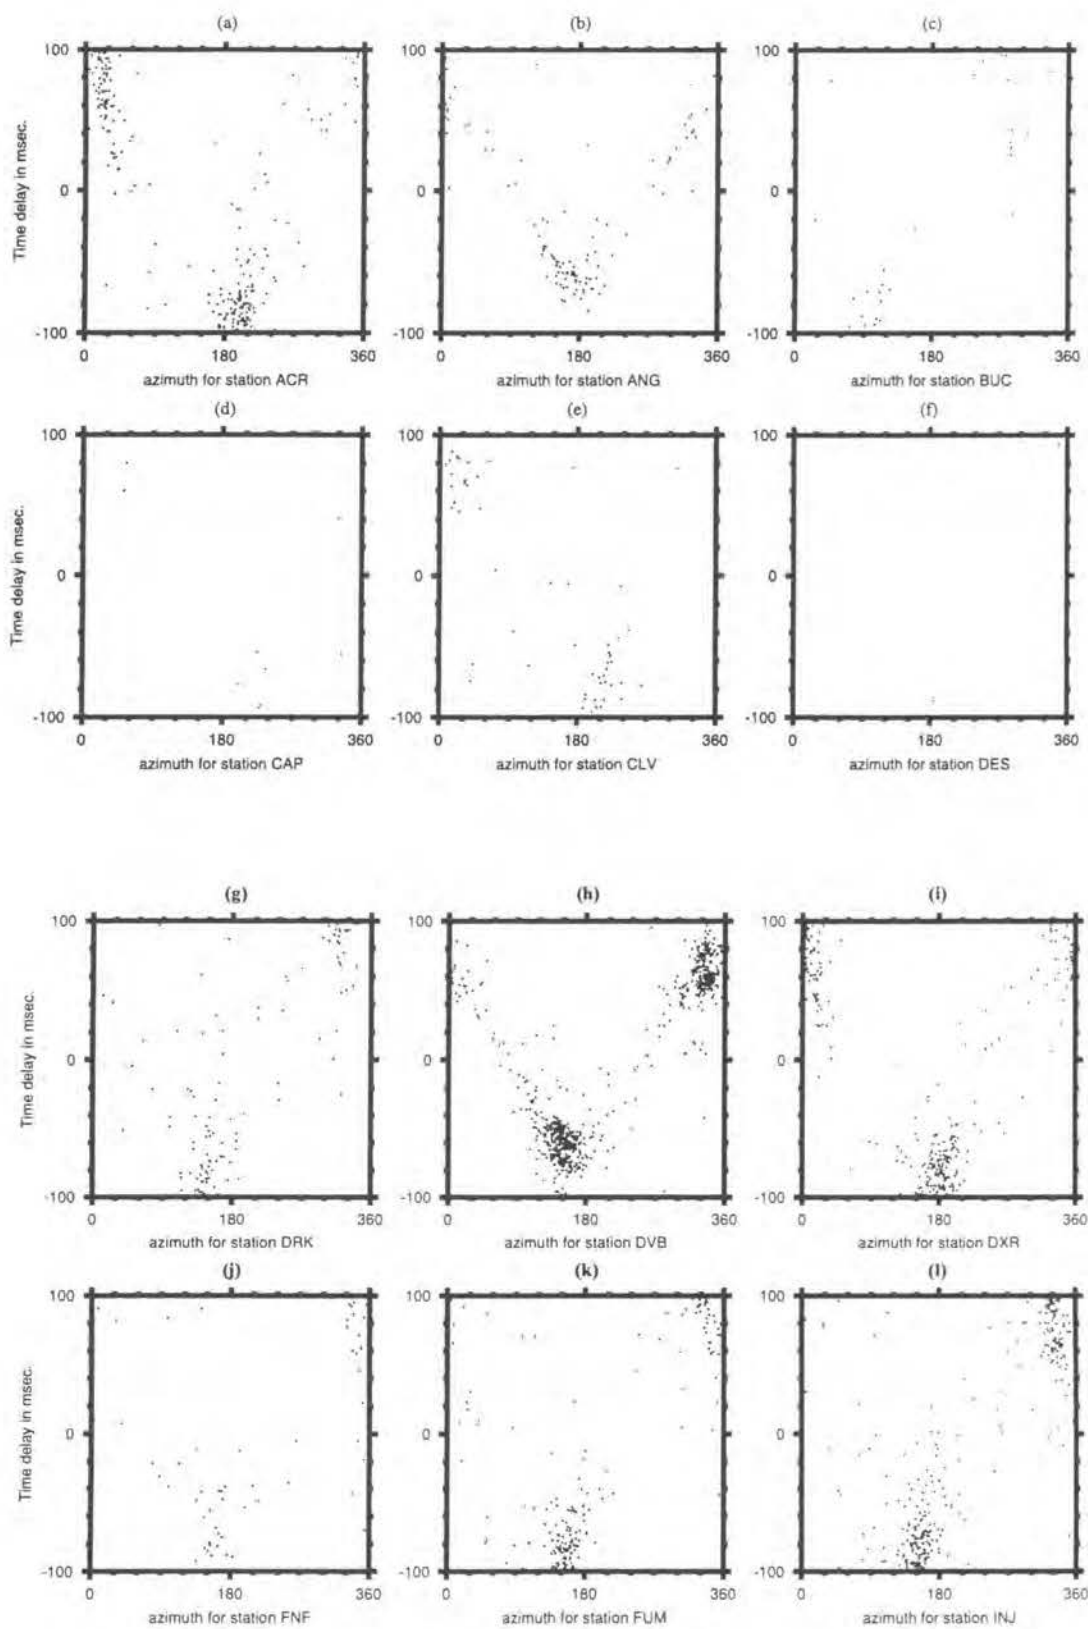 (a) (b) (c)
100 100 100
Time delay in msec.
0 0 0
-100 -100 -100
0 180 360 0 180 360 0 180 360
azimuth for station ACR azimuth for station ANG azimuth for station BUC
(d) (e) (f)
100 100 100
Time delay in msec.
0 0 0
-100 -100 -100
0 180 360 0 180 360 0 180 360
azimuth for station CAP azimuth for station CLV azimuth for station DES
(g) (h) (i)
100 100 100
Time delay in msec.
0 0 0
-100 -100 -100
0 180 360 0 180 360 0 180 360
azimuth for station DRK azimuth for station DVB azimuth for station DXR
(j) (k) (l)
100 100 100
Time delay in msec.
0 0 0
-100 -100 -100
0 180 360 0 180 360 0 180 360
azimuth for station FNF azimuth for station FUM azimuth for station INJ